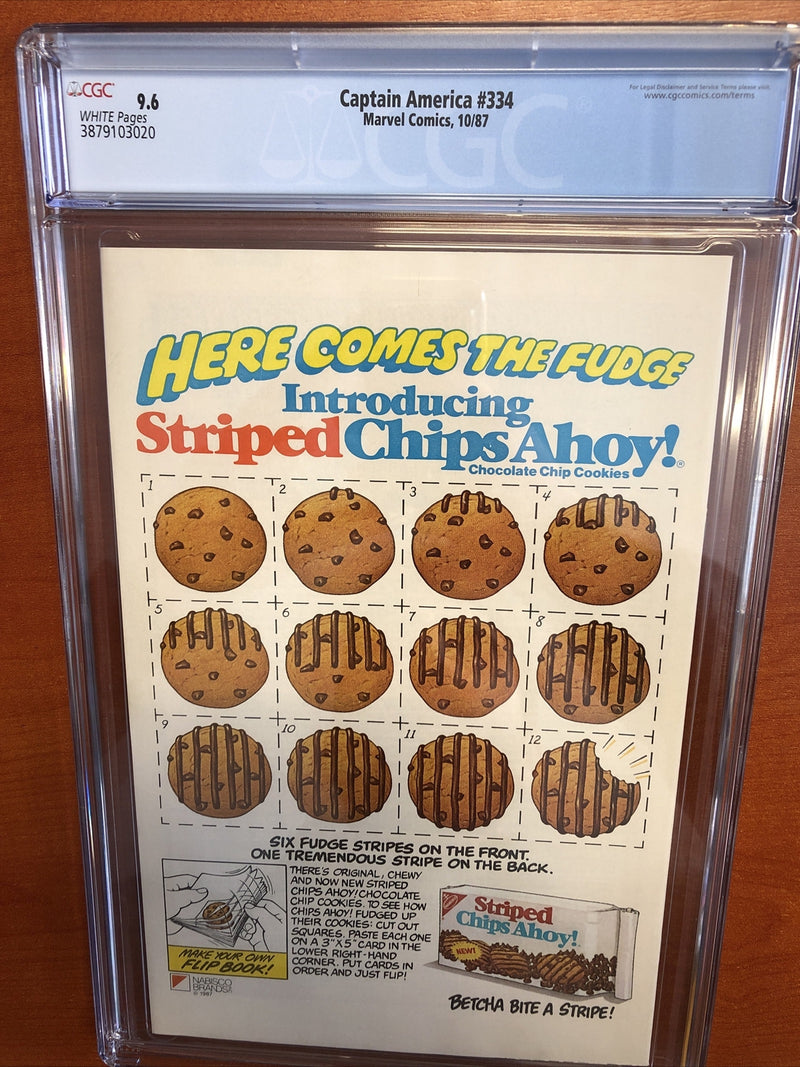 CGC
9.6
WHITE Pages
3879103020
Captain America #334
Marvel Comics, 10/87
For Legal Disclaimer and Service Terms please visit
www.cgccomics.com/terms
CGC
HERE COMES THE FUDGE
Introducing
Striped Chips Ahoy!®
Chocolate Chip Cookies
1
2
3
4
5
6
7
8
9
10
11
12
SIX FUDGE STRIPES ON THE FRONT.
ONE TREMENDOUS STRIPE ON THE BACK.
THERE'S ORIGINAL, CHEWY
AND NOW NEW STRIPED
CHIPS AHOY! CHOCOLATE
CHIP COOKIES. TO SEE HOW
CHIPS AHOY! FUDGED UP
THEIR COOKIES: CUT OUT
SQUARES. PASTE EACH ONE
ON A 3"X5" CARD IN THE
LOWER RIGHT-HAND
CORNER. PUT CARDS IN
ORDER AND JUST FLIP!
MAKE YOUR OWN
FLIP BOOK!
NABISCO
BRANDS
© 1987
Striped
Chips Ahoy!
NEW!
BETCHA BITE A STRIPE!